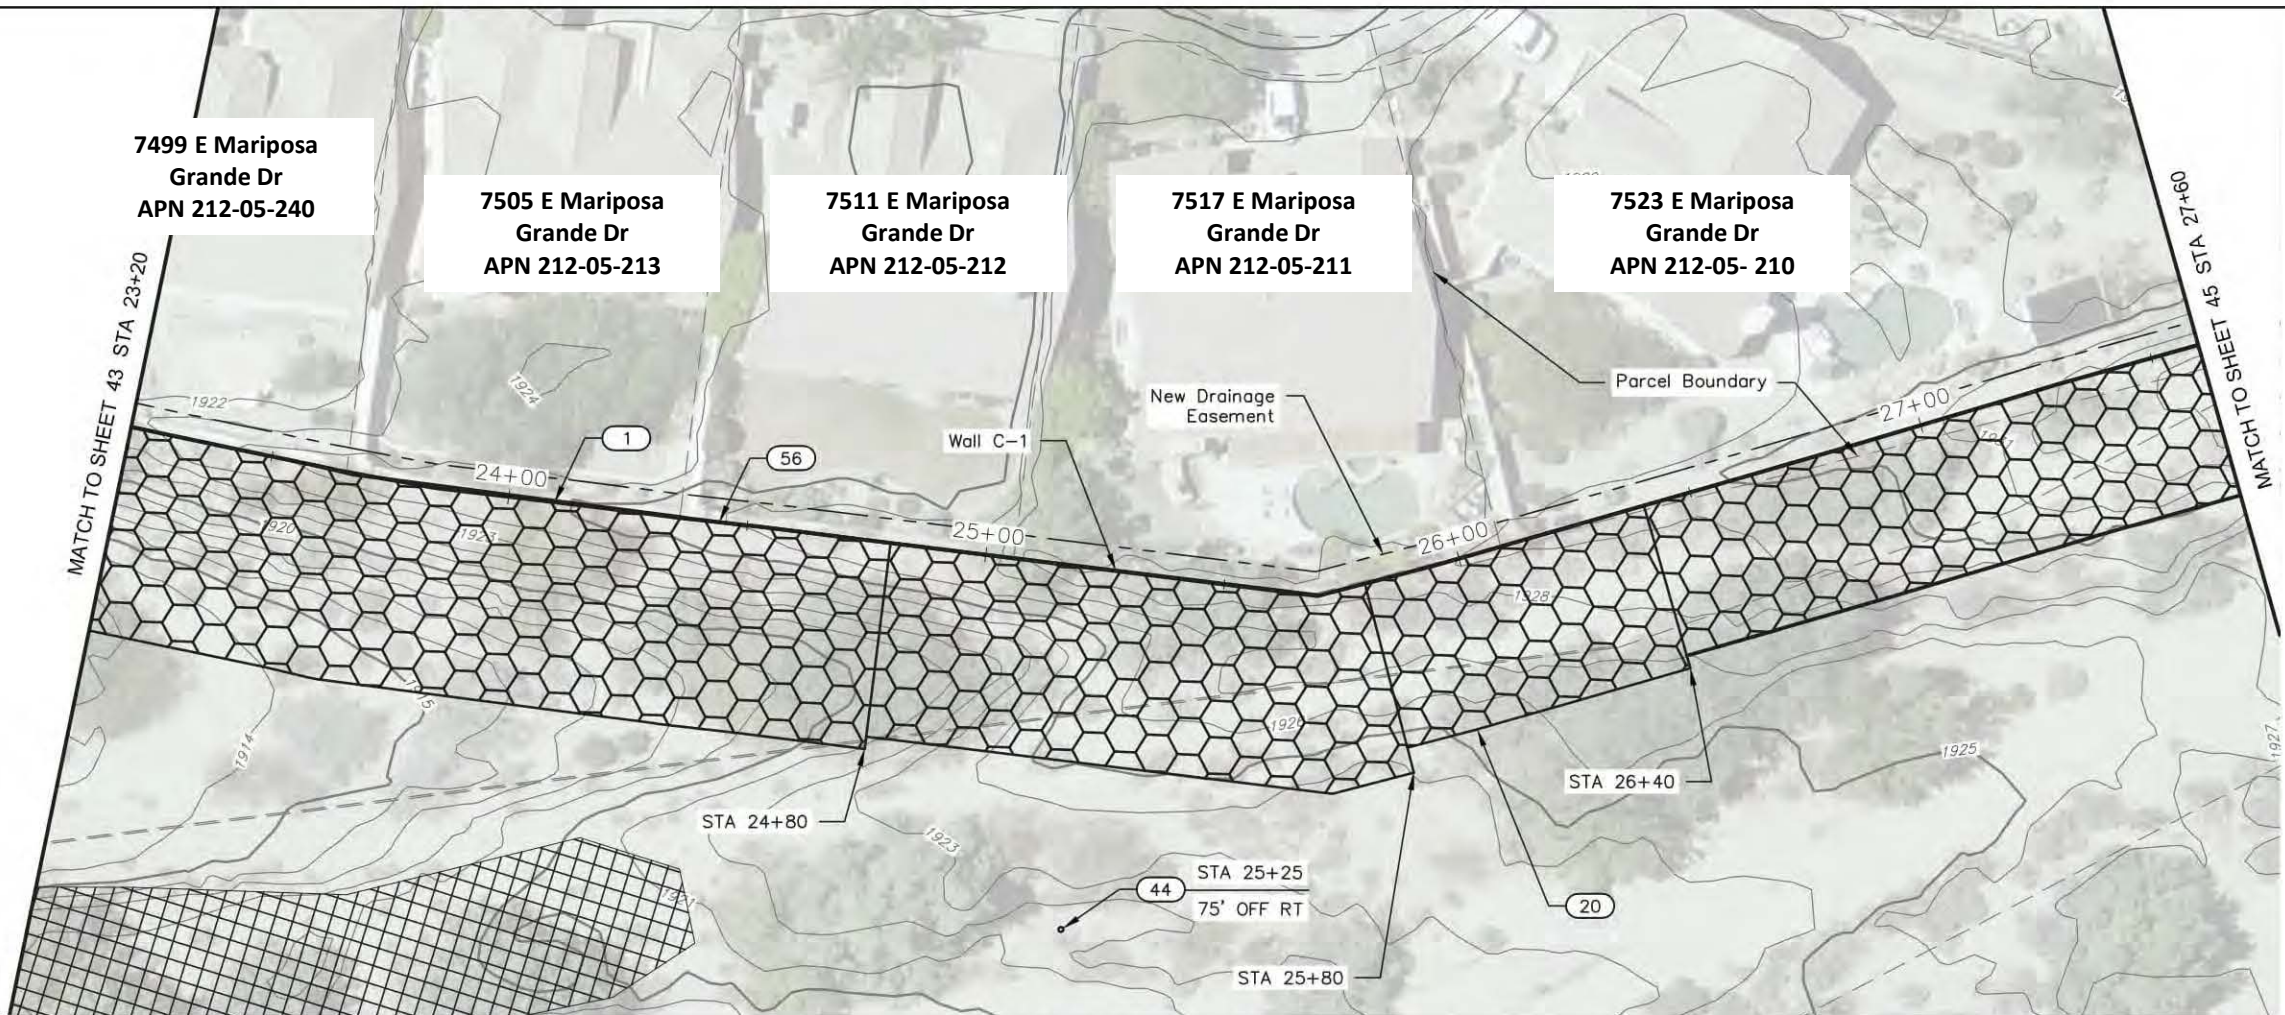 7499 E Mariposa
Grande Dr
APN 212-05-240
7505 E Mariposa
Grande Dr
APN 212-05-213
7511 E Mariposa
Grande Dr
APN 212-05-212
7517 E Mariposa
Grande Dr
APN 212-05-211
7523 E Mariposa
Grande Dr
APN 212-05- 210
MATCH TO SHEET 43 STA 23+20
MATCH TO SHEET 45 STA 27+60
Parcel Boundary
New Drainage
Easement
Wall C-1
1
56
1922
1924
24+00
25+00
26+00
27+00
1920
1923
1928
1926
1915
1914
1925
1927
1923
1921
STA 24+80
STA 26+40
44
STA 25+25
75' OFF RT
20
STA 25+80